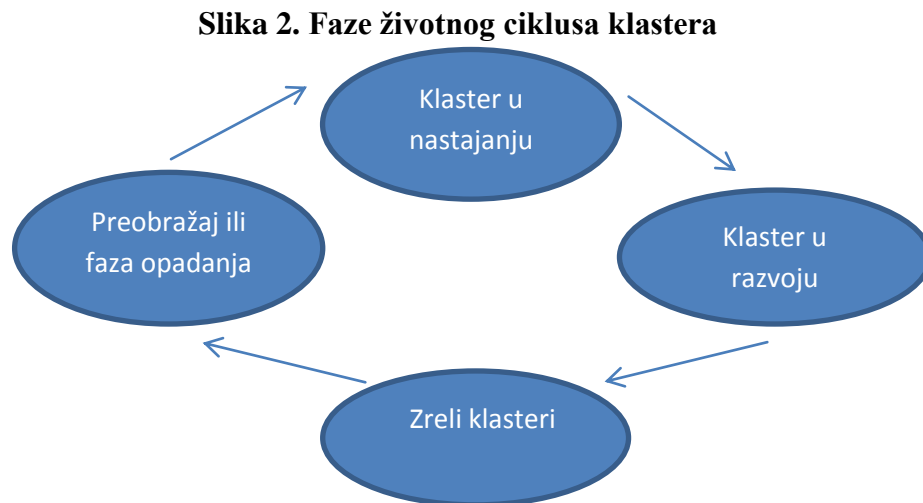 Slika 2. Faze životnog ciklusa klastera
Klaster u
nastajanju
Klaster u
razvoju
Zreli klasteri
Preobražaj ili
faza opadanja